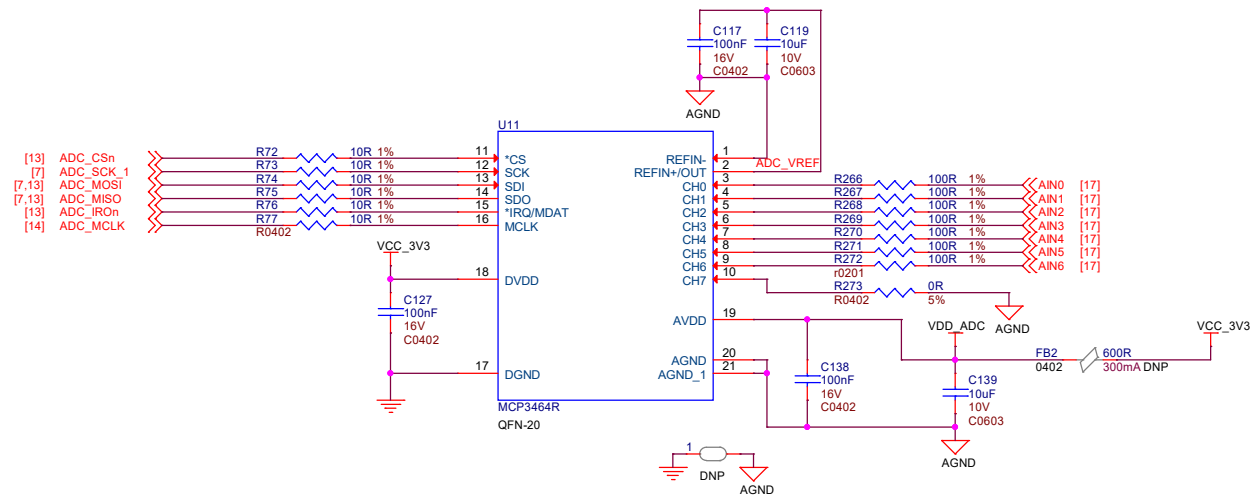 C117
100nF
16V
C0402
C119
10uF
10V
C0603
AGND
U11
[13] ADC_CSn R72 10R 1% 11 *CS
[7] ADC_SCK_1 R73 10R 1% 12 SCK
[7,13] ADC_MOSI R74 10R 1% 13 SDI
[7,13] ADC_MISO R75 10R 1% 14 SDO
[13] ADC_IROn R76 10R 1% 15 *IRQ/MDAT
[14] ADC_MCLK R77 10R 1% 16 MCLK
R0402
REFIN- 1
ADC_VREF
REFIN+/OUT 2
CH0 3 R266 100R 1% AIN0 [17]
CH1 4 R267 100R 1% AIN1 [17]
CH2 5 R268 100R 1% AIN2 [17]
CH3 6 R269 100R 1% AIN3 [17]
CH4 7 R270 100R 1% AIN4 [17]
CH5 8 R271 100R 1% AIN5 [17]
CH6 9 R272 100R 1% AIN6 [17]
r0201
CH7 10 R273 0R
R0402 5%
AGND
VCC_3V3
18 DVDD
C127
100nF
16V
C0402
17 DGND
AVDD 19
AGND 20
AGND_1 21
VDD_ADC
VCC_3V3
FB2 600R
0402 300mA DNP
C138
100nF
16V
C0402
C139
10uF
10V
C0603
AGND
MCP3464R
QFN-20
1
DNP
AGND